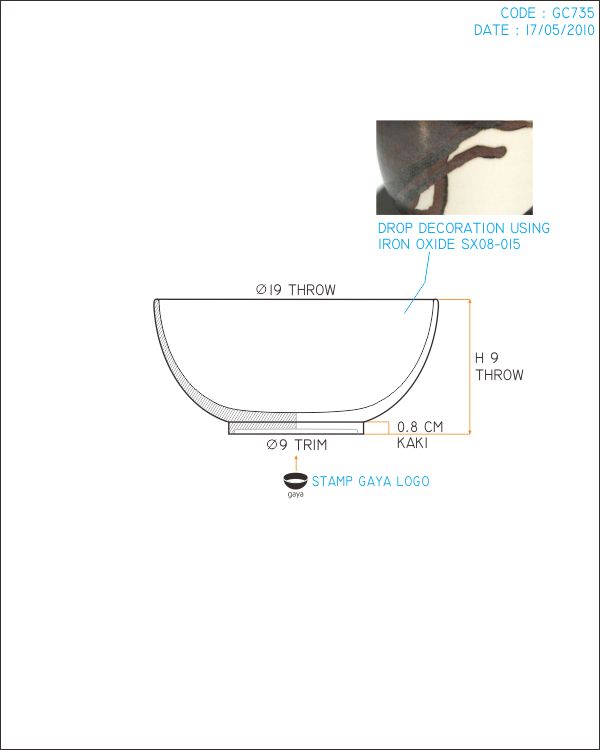 CODE : GC735
DATE : 17/05/2010
DROP DECORATION USING
IRON OXIDE SX08-015
Ø19 THROW
H 9
THROW
0.8 CM
KAKI
Ø9 TRIM
STAMP GAYA LOGO
gaya